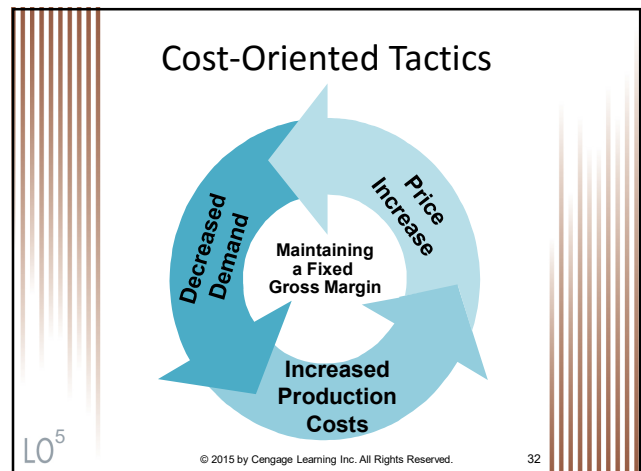 Cost-Oriented Tactics
Price
Increase
Decreased
Demand
Maintaining
a Fixed
Gross Margin
Increased
Production
Costs
LO5
© 2015 by Cengage Learning Inc. All Rights Reserved.
32